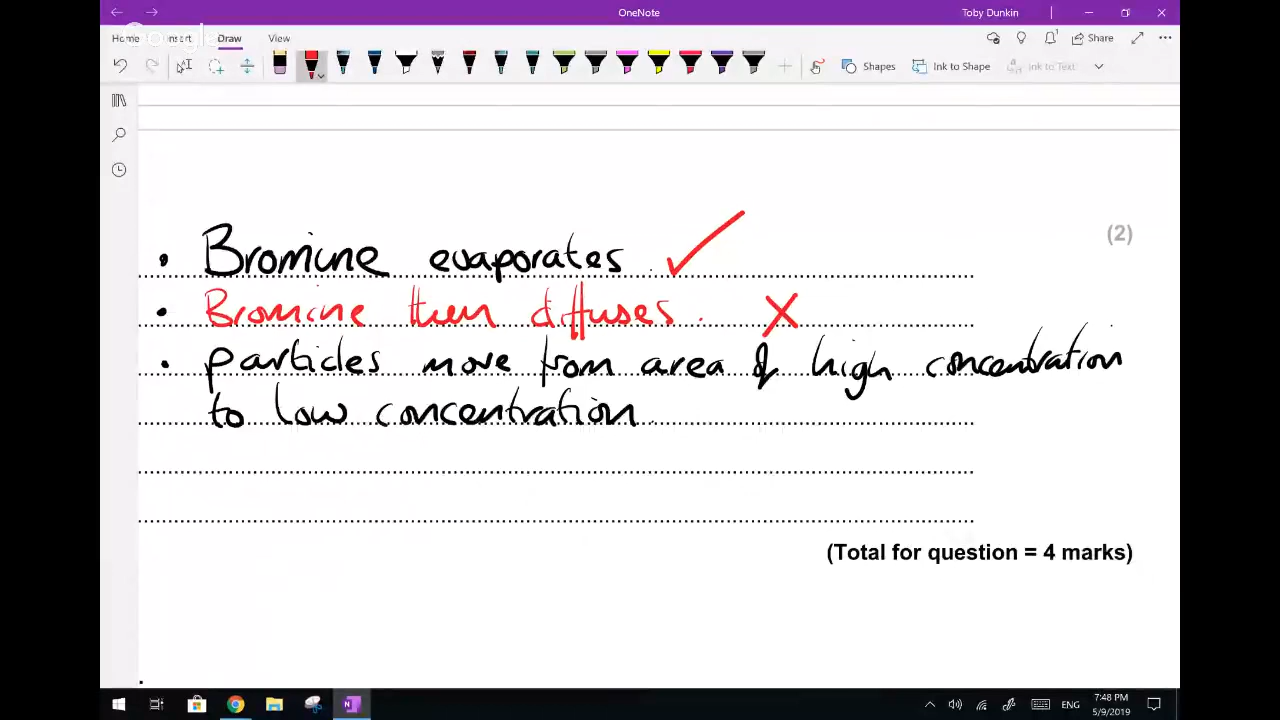 OneNote
Toby Dunkin
Google
Home Insert Draw View
Share
Shapes
Ink to Shape
Ink to Text
(2)
• Bromine evaporates.
• Bromine then diffuses.
• particles move from area of high concentration
to low concentration.
(Total for question = 4 marks)
.
ENG
7:48 PM
5/9/2019